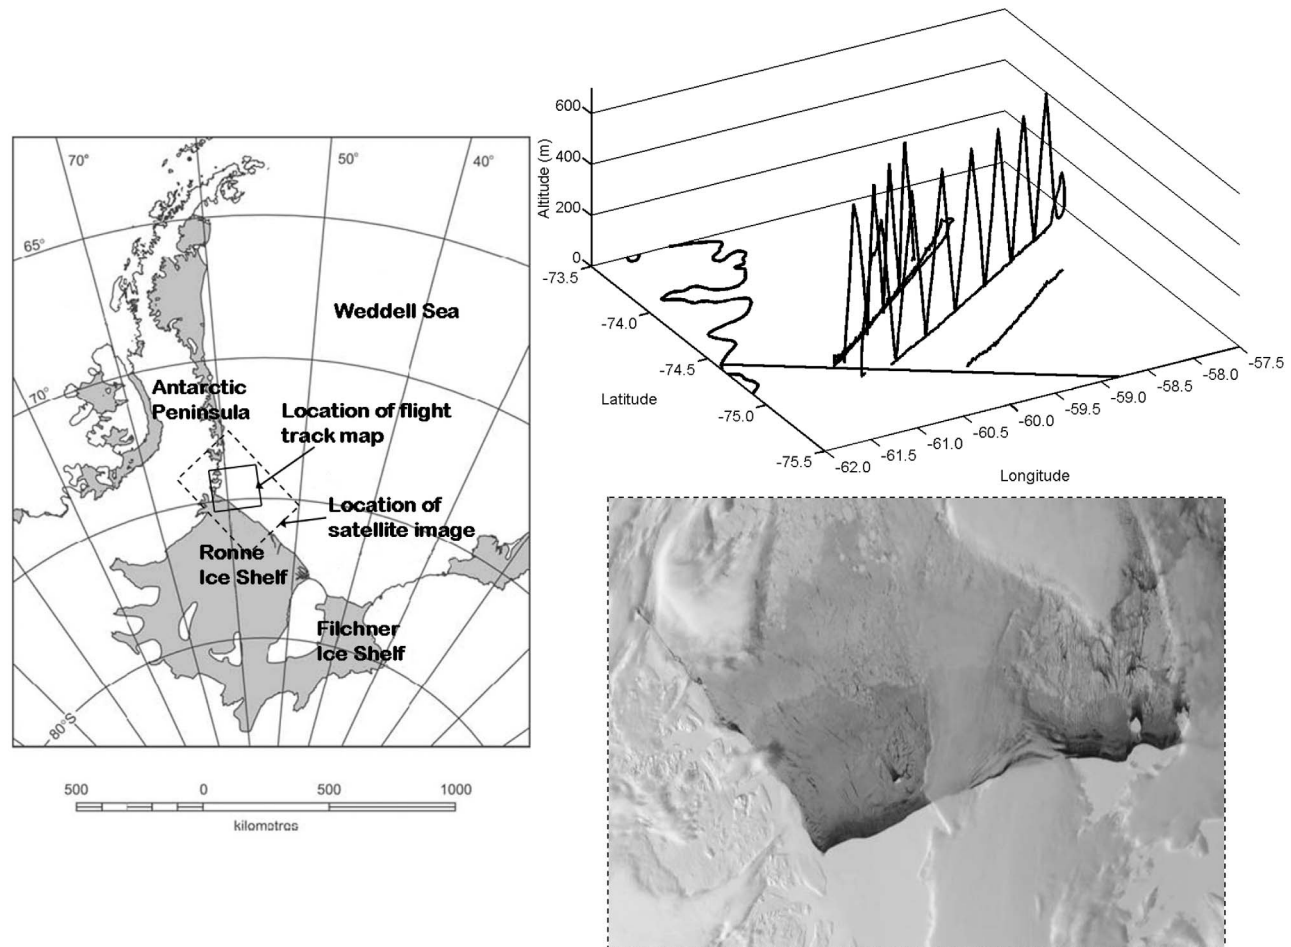 70°
50°
40°
65°
Weddell Sea
70°
Antarctic
Peninsula
Location of flight
track map
Location of
satellite image
Ronne
Ice Shelf
Filchner
Ice Shelf
80°S
500 0 500 1000
kilometres
Altitude (m)
600
400
200
0
-73.5
-74.0
-74.5
-75.0
-75.5
Latitude
-62.0
-61.5
-61.0
-60.5
-60.0
-59.5
-59.0
-58.5
-58.0
-57.5
Longitude